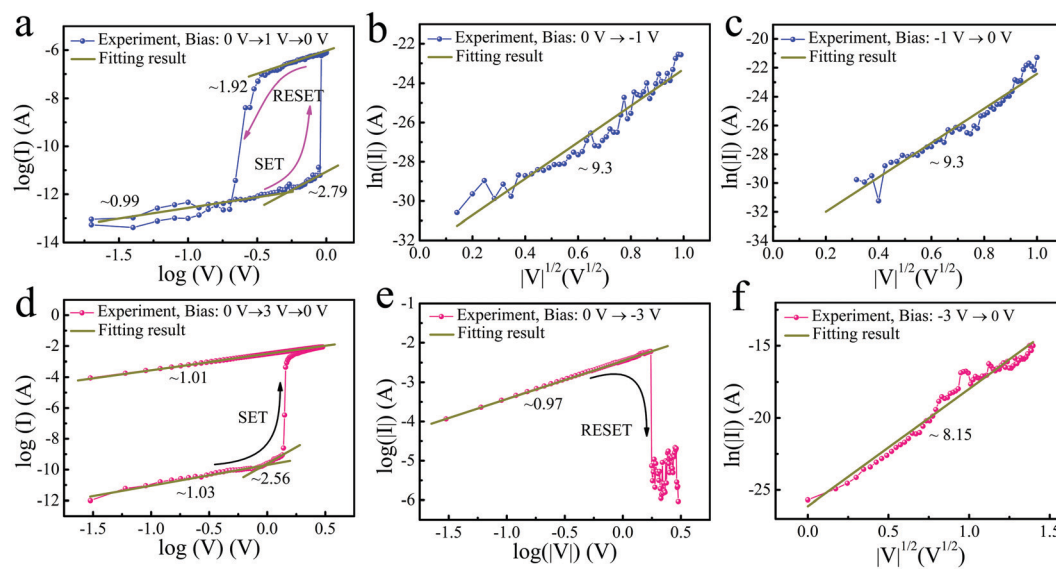 a
Experiment, Bias: 0 V→1 V→0 V
Fitting result
~1.92
RESET
SET
~0.99
~2.79
log(I) (A)
-6
-8
-10
-12
-14
-1.5
-1.0
-0.5
0.0
log (V) (V)
b
Experiment, Bias: 0 V→ -1 V
Fitting result
~ 9.3
ln(|I|) (A)
-22
-24
-26
-28
-30
-32
0.0
0.2
0.4
0.6
0.8
1.0
|V|^1/2(V^1/2)
c
Experiment, Bias: -1 V→ 0 V
Fitting result
~ 9.3
ln(|I|) (A)
-20
-22
-24
-26
-28
-30
-32
-34
0.0
0.2
0.4
0.6
0.8
1.0
|V|^1/2(V^1/2)
d
Experiment, Bias: 0 V→3 V→0 V
Fitting result
~1.01
SET
~1.03
~2.56
log (I) (A)
2
0
-2
-4
-6
-8
-10
-12
-1.5
-1.0
-0.5
0.0
0.5
log (V) (V)
e
Experiment, Bias: 0 V → -3 V
Fitting result
~0.97
RESET
log(|I|) (A)
-1
-2
-3
-4
-5
-6
-1.5
-1.0
-0.5
0.0
0.5
log(|V|) (V)
f
Experiment, Bias: -3 V → 0 V
Fitting result
~ 8.15
ln(|I|) (A)
-15
-20
-25
0.0
0.5
1.0
1.5
|V|^1/2(V^1/2)